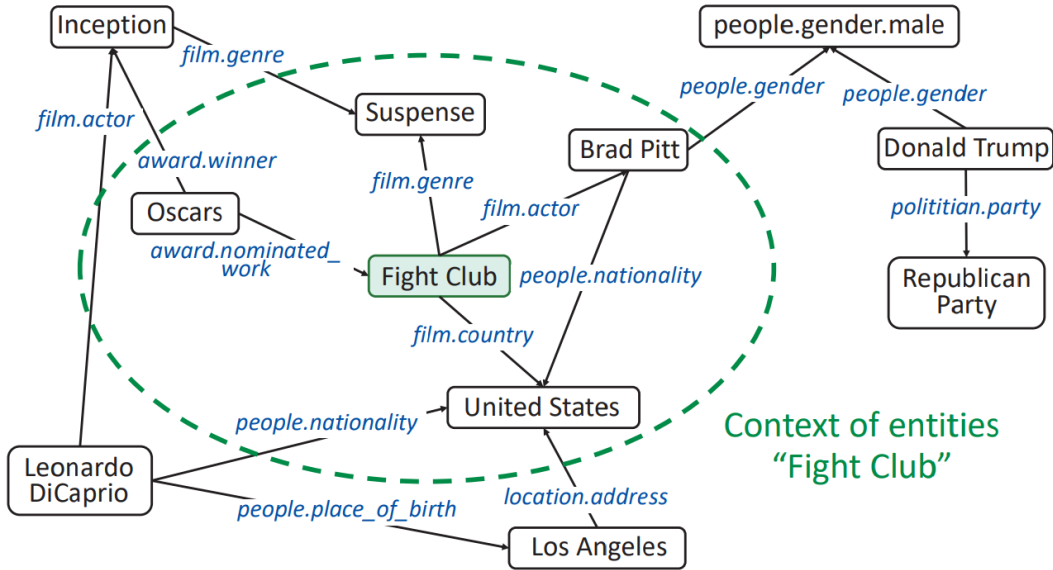 Inception
people.gender.male
film.genre
people.gender
people.gender
film.actor
Suspense
Brad Pitt
Donald Trump
award.winner
film.genre
Oscars
film.actor
polititian.party
award.nominated_
work
Fight Club
people.nationality
Republican
Party
film.country
United States
people.nationality
Context of entities
“Fight Club”
Leonardo
DiCaprio
location.address
people.place_of_birth
Los Angeles